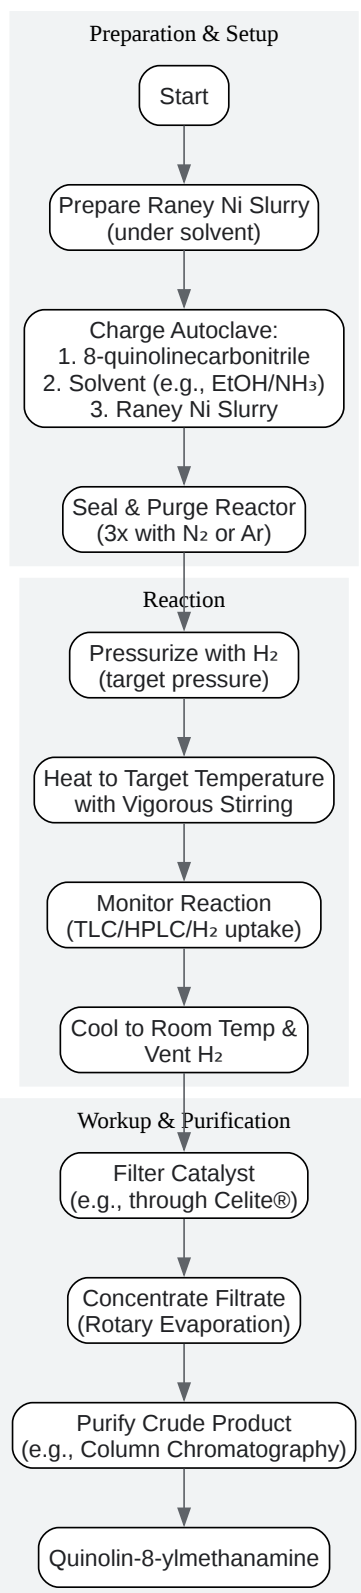 Preparation & Setup
Start
Prepare Raney Ni Slurry
(under solvent)
Charge Autoclave:
1. 8-quinolinecarbonitrile
2. Solvent (e.g., EtOH/NH₃)
3. Raney Ni Slurry
Seal & Purge Reactor
(3x with N₂ or Ar)
Reaction
Pressurize with H₂
(target pressure)
Heat to Target Temperature
with Vigorous Stirring
Monitor Reaction
(TLC/HPLC/H₂ uptake)
Cool to Room Temp &
Vent H₂
Workup & Purification
Filter Catalyst
(e.g., through Celite®)
Concentrate Filtrate
(Rotary Evaporation)
Purify Crude Product
(e.g., Column Chromatography)
Quinolin-8-ylmethanamine